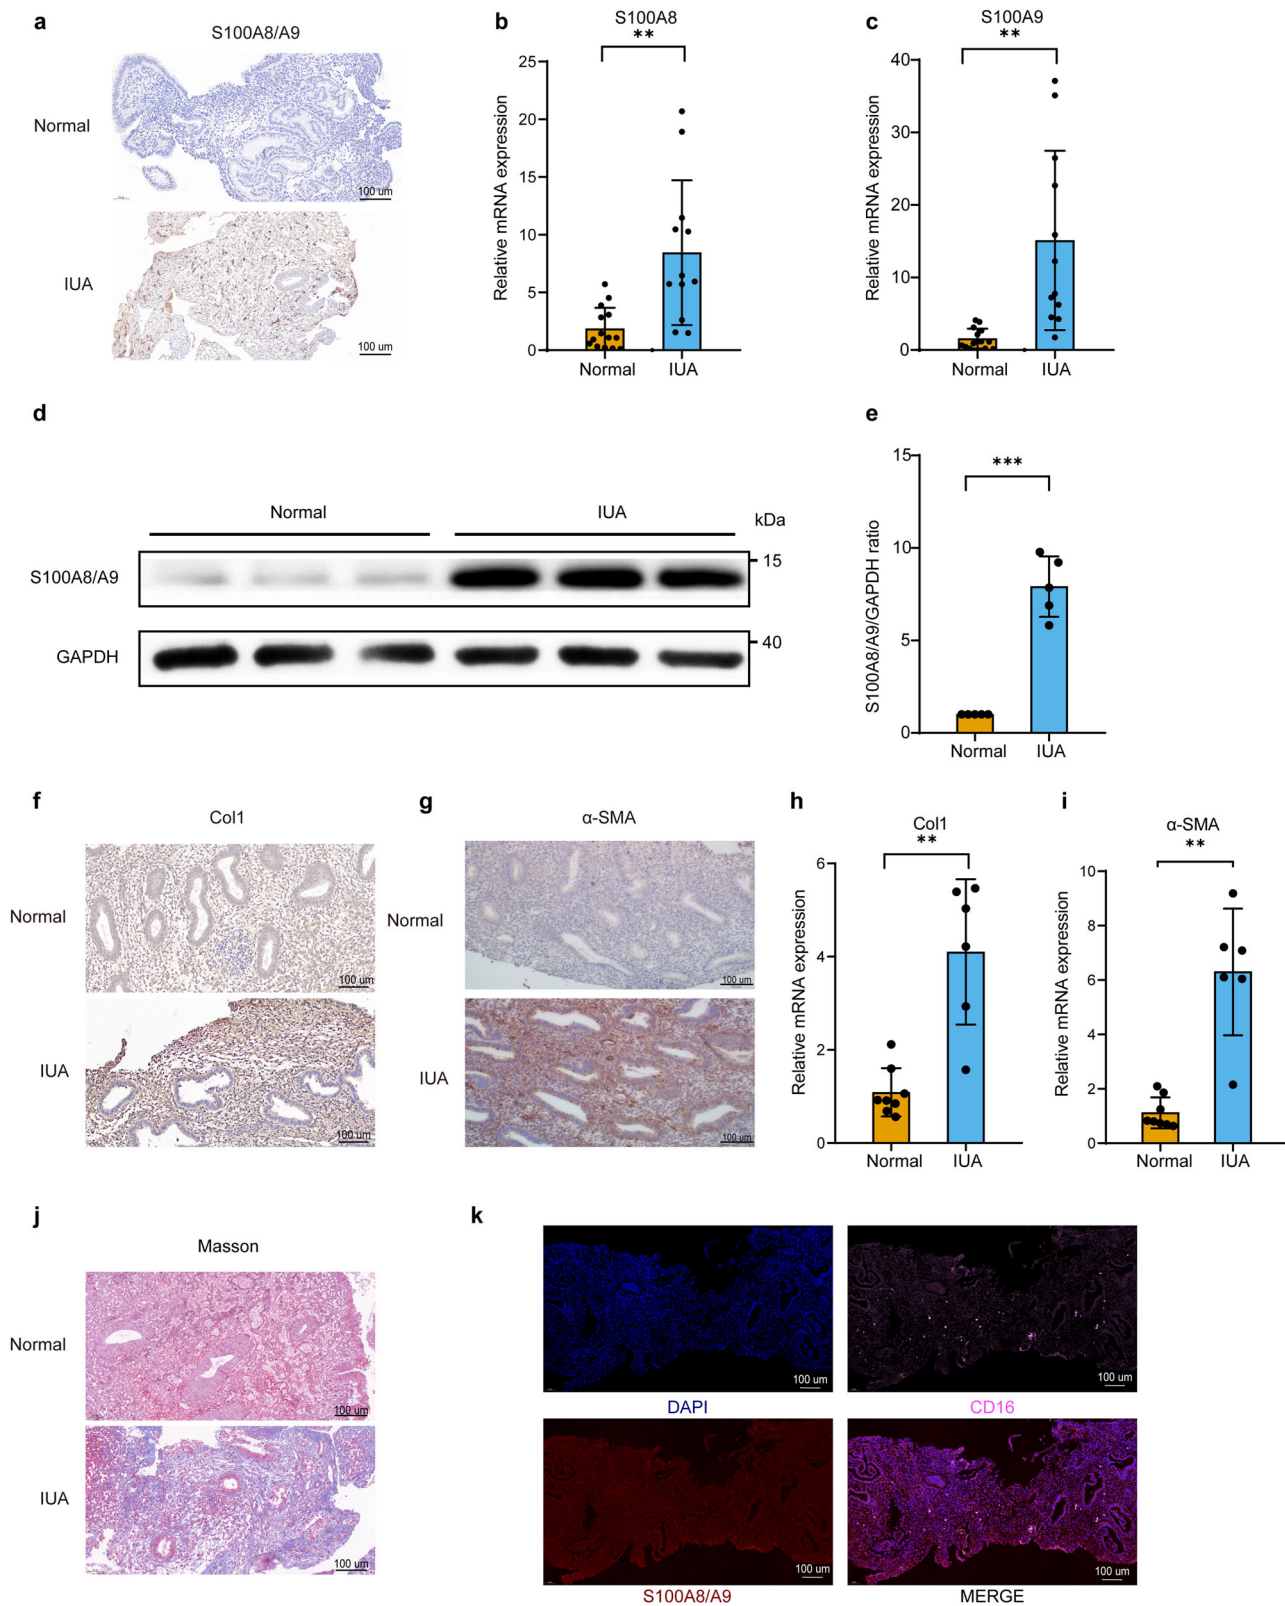 a
S100A8/A9
Normal
100 um
IUA
100 um
b
S100A8
**
Relative mRNA expression
25
20
15
10
5
0
Normal
IUA
c
S100A9
**
Relative mRNA expression
40
30
20
10
0
Normal
IUA
d
Normal
IUA
kDa
S100A8/A9
15
GAPDH
40
e
***
S100A8/A9/GAPDH ratio
15
10
5
0
Normal
IUA
f
Col1
Normal
100 um
IUA
100 um
g
α-SMA
Normal
100 um
IUA
100 um
h
Col1
**
Relative mRNA expression
6
4
2
0
Normal
IUA
i
α-SMA
**
Relative mRNA expression
10
8
6
4
2
0
Normal
IUA
j
Masson
Normal
100 um
IUA
100 um
k
100 um
100 um
DAPI
CD16
100 um
100 um
S100A8/A9
MERGE